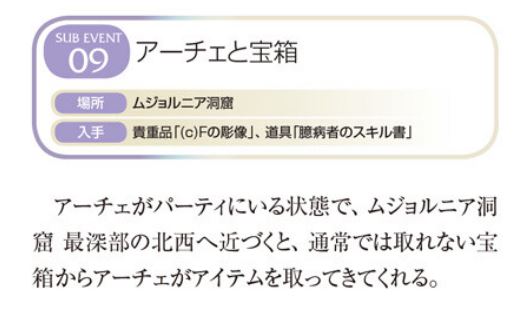 SUB EVENT
09
アーチェと宝箱
場所 ムジョルニア洞窟
入手 貴重品「(c)Fの彫像」、道具「臆病者のスキル書」
アーチェがパーティにいる状態で、ムジョルニア洞
窟 最深部の北西へ近づくと、通常では取れない宝
箱からアーチェがアイテムを取ってきてくれる。